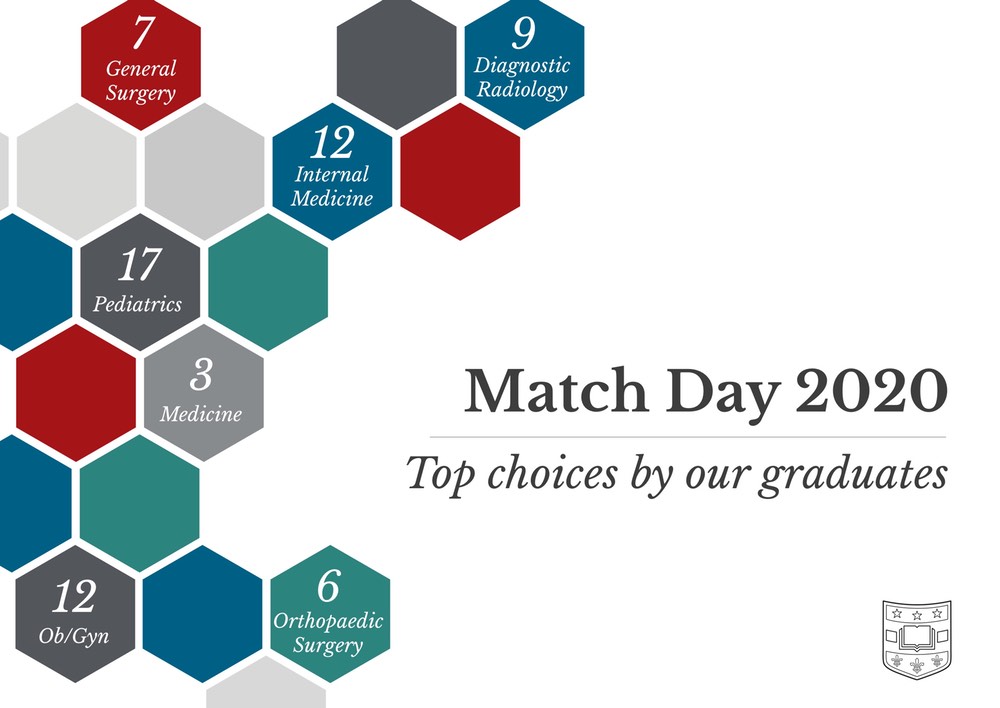 7
General
Surgery
9
Diagnostic
Radiology
12
Internal
Medicine
17
Pediatrics
3
Medicine
Match Day 2020
Top choices by our graduates
12
Ob/Gyn
6
Orthopaedic
Surgery